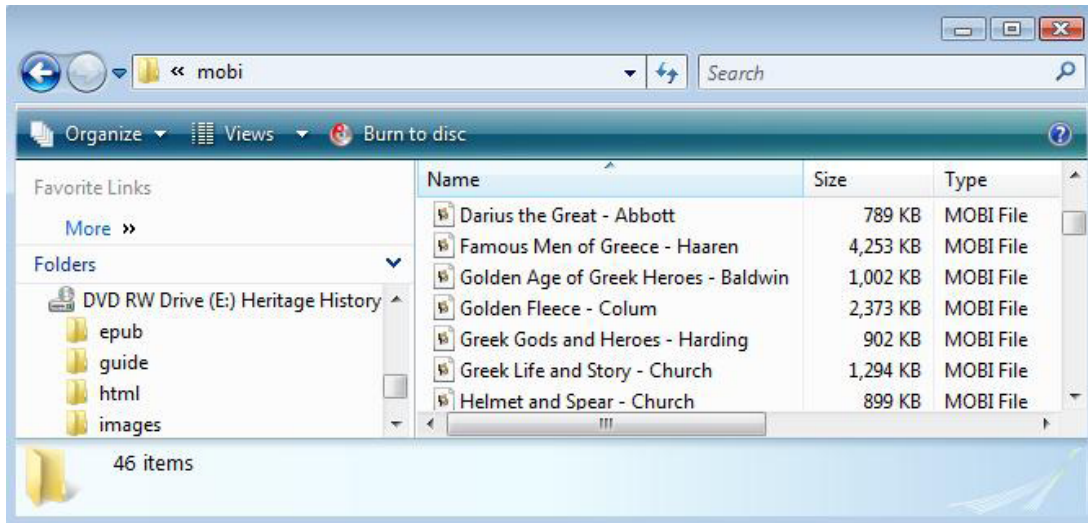 « mobi
Search
Organize Views Burn to disc
Favorite Links
More »
Folders
DVD RW Drive (E:) Heritage History
epub
guide
html
images
Name Size Type
Darius the Great - Abbott 789 KB MOBI File
Famous Men of Greece - Haaren 4,253 KB MOBI File
Golden Age of Greek Heroes - Baldwin 1,002 KB MOBI File
Golden Fleece - Colum 2,373 KB MOBI File
Greek Gods and Heroes - Harding 902 KB MOBI File
Greek Life and Story - Church 1,294 KB MOBI File
Helmet and Spear - Church 899 KB MOBI File
46 items